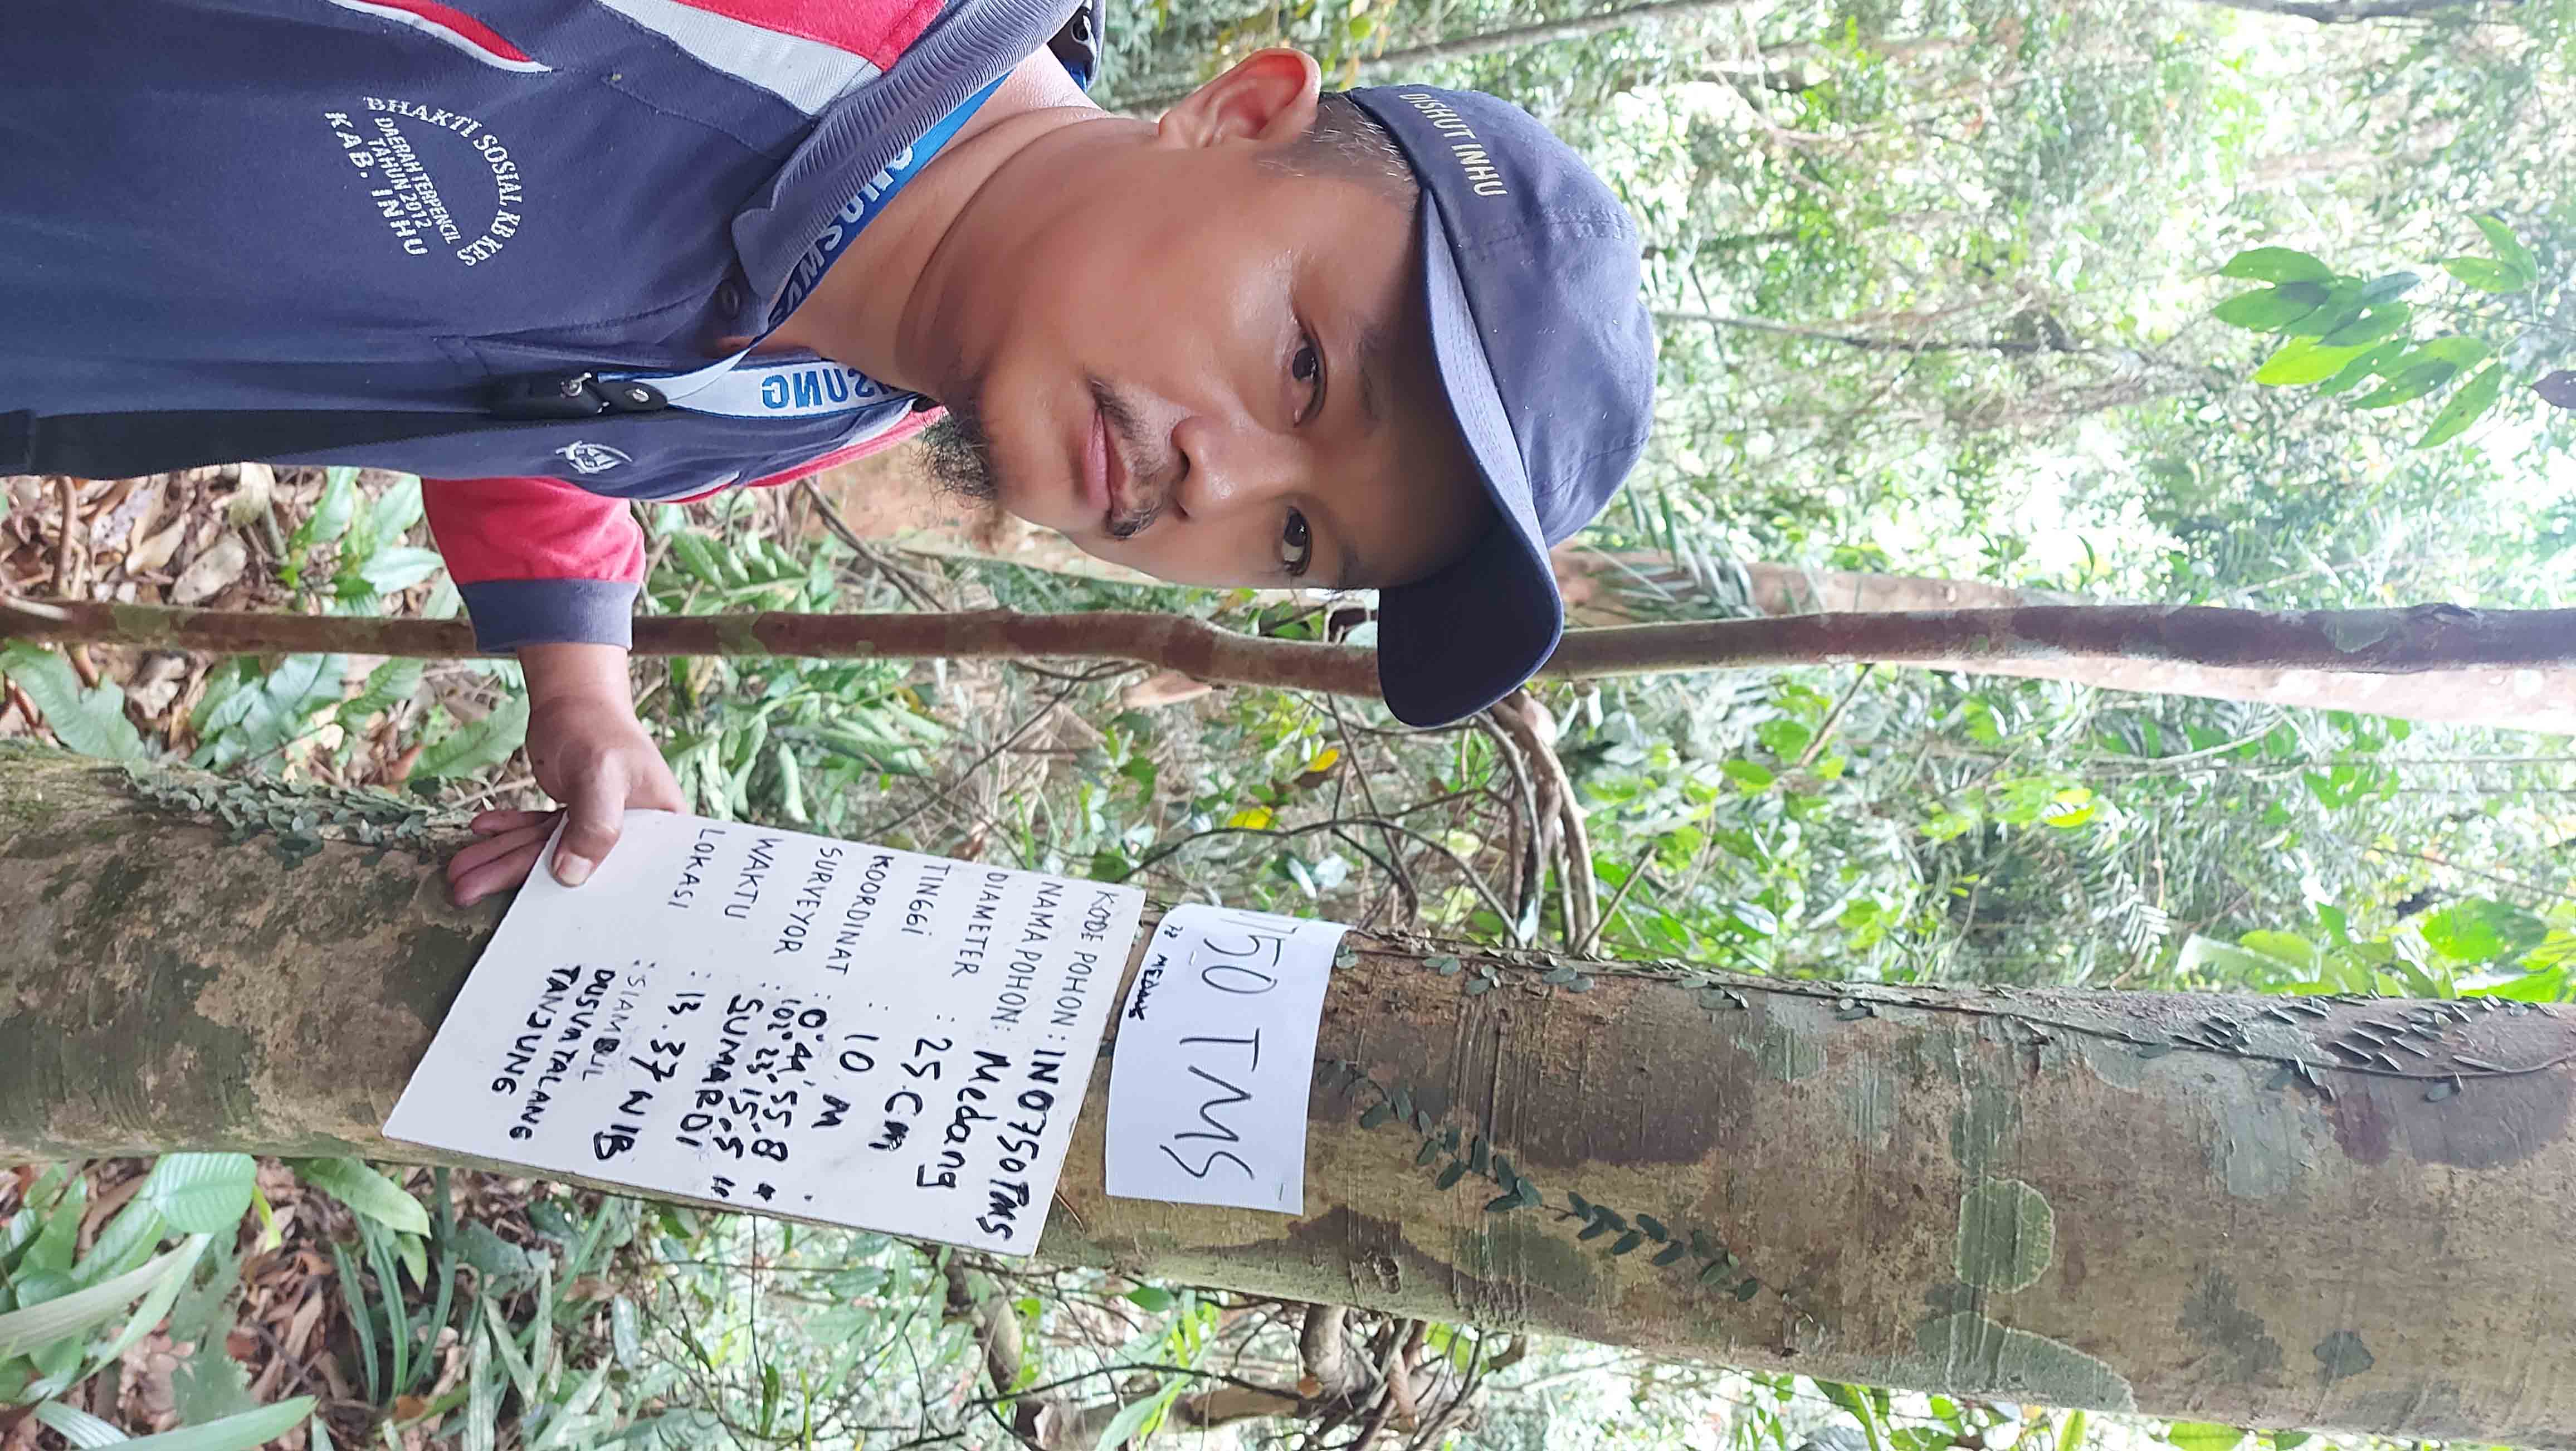 DISHUT INHU
750 TMS
MEDANG
KODE POHON : IN0750TMS
NAMA POHON : Medang
DIAMETER : 25 Cm
TINGGI : 10 M
KOORDINAT : 0° 44' 55,8 "
102° 23 15,5 "
SURVEYOR : SUMARDI
WAKTU : 13.37 WIB
LOKASI : SIAMBUL
DUSUN TALANG
TANJUNG
BHAKTI SOSIAL KB KES
DAERAH TERPENCIL
TAHUN 2012
KAB. INHU